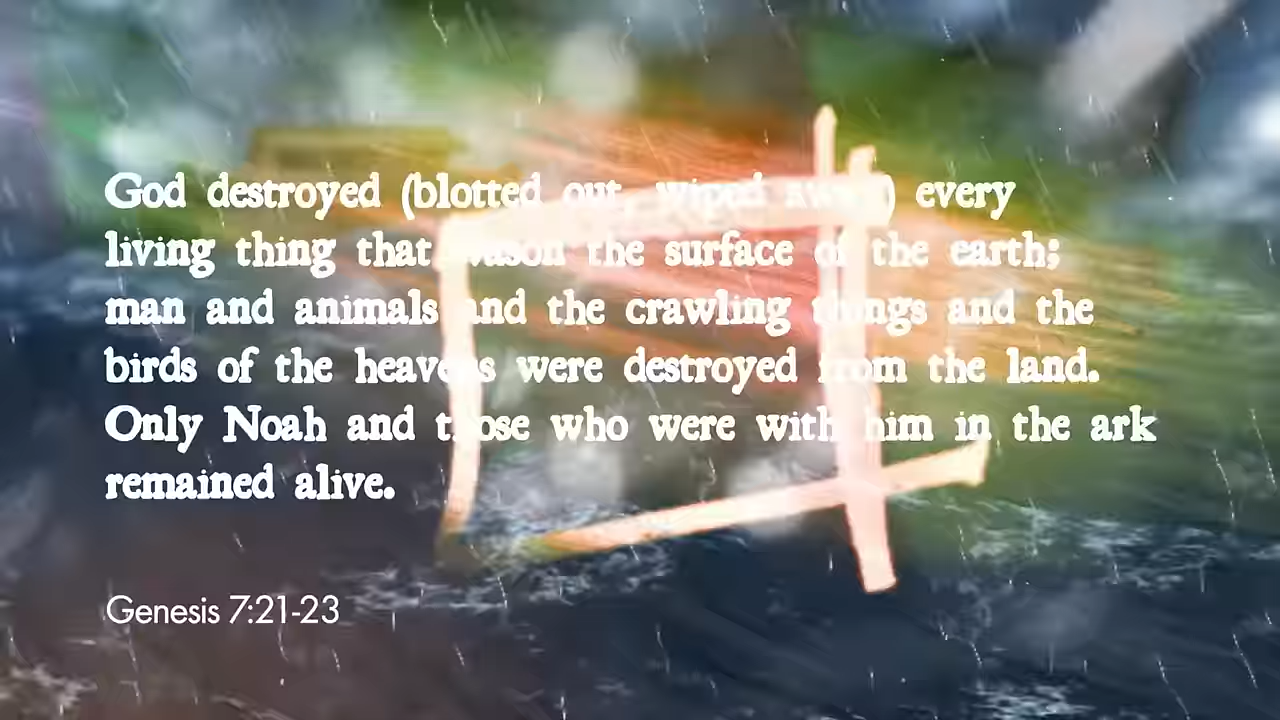 God destroyed (blotted out, wiped away) every
living thing that wason the surface of the earth;
man and animals and the crawling things and the
birds of the heavens were destroyed from the land.
Only Noah and those who were with him in the ark
remained alive.
Genesis 7:21-23